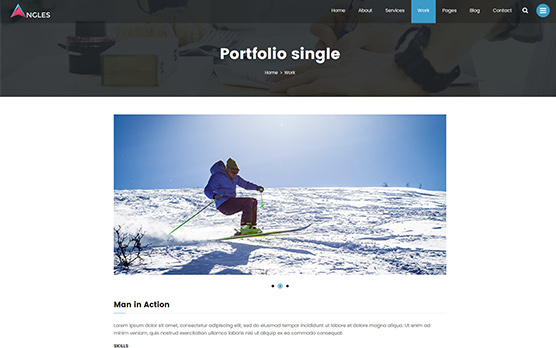 NGLES
Home About Services Work Pages Blog Contact
Portfolio single
Home > Work
Man in Action
Lorem ipsum dolor sit amet, consectetur adipiscing elit, sed do eiusmod tempor incididunt ut labore et dolore magna aliqua. Ut enim ad
minim veniam, quis nostrud exercitation ullamco laboris nisi ut aliquip ex ea commodo consequat.
SKILLS